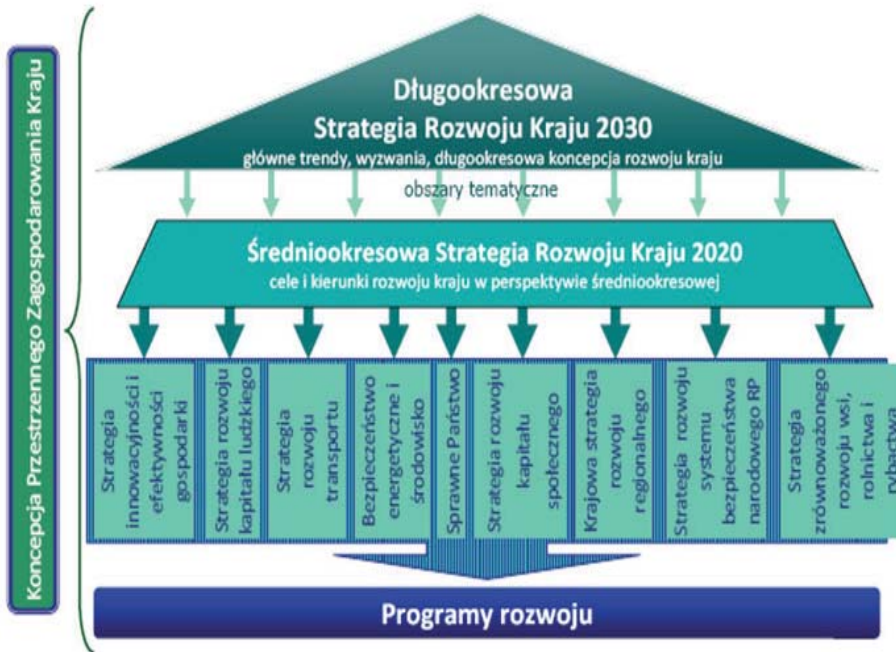 Koncepcja Przestrzennego Zagospodarowania Kraju
Długookresowa
Strategia Rozwoju Kraju 2030
główne trendy, wyzwania, długookresowa koncepcja rozwoju kraju
obszary tematyczne
Średniookresowa Strategia Rozwoju Kraju 2020
cele i kierunki rozwoju kraju w perspektywie średniookresowej
Strategia
innowacyjności i
efektywności
gospodarki
Strategia rozwoju
kapitału ludzkiego
Strategia
rozwoju
transportu
Bezpieczeństwo
energetyczne i
środowisko
Sprawne Państwo
Strategia rozwoju
kapitału
społecznego
Krajowa strategia
rozwoju
regionalnego
Strategia rozwoju
systemu
bezpieczeństwa
narodowego RP
Strategia
zrównoważonego
rozwoju wsi,
rolnictwa i
Programy rozwoju